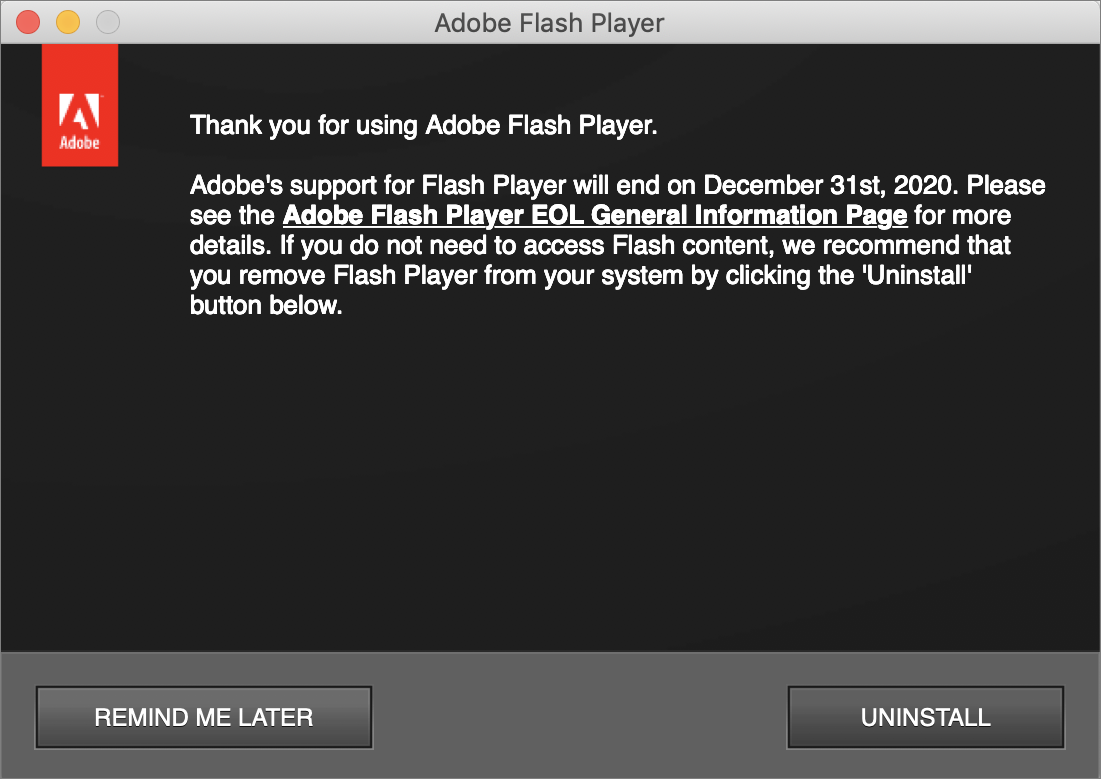 Adobe Flash Player
Adobe
Thank you for using Adobe Flash Player.
Adobe's support for Flash Player will end on December 31st, 2020. Please
see the Adobe Flash Player EOL General Information Page for more
details. If you do not need to access Flash content, we recommend that
you remove Flash Player from your system by clicking the 'Uninstall'
button below.
REMIND ME LATER
UNINSTALL